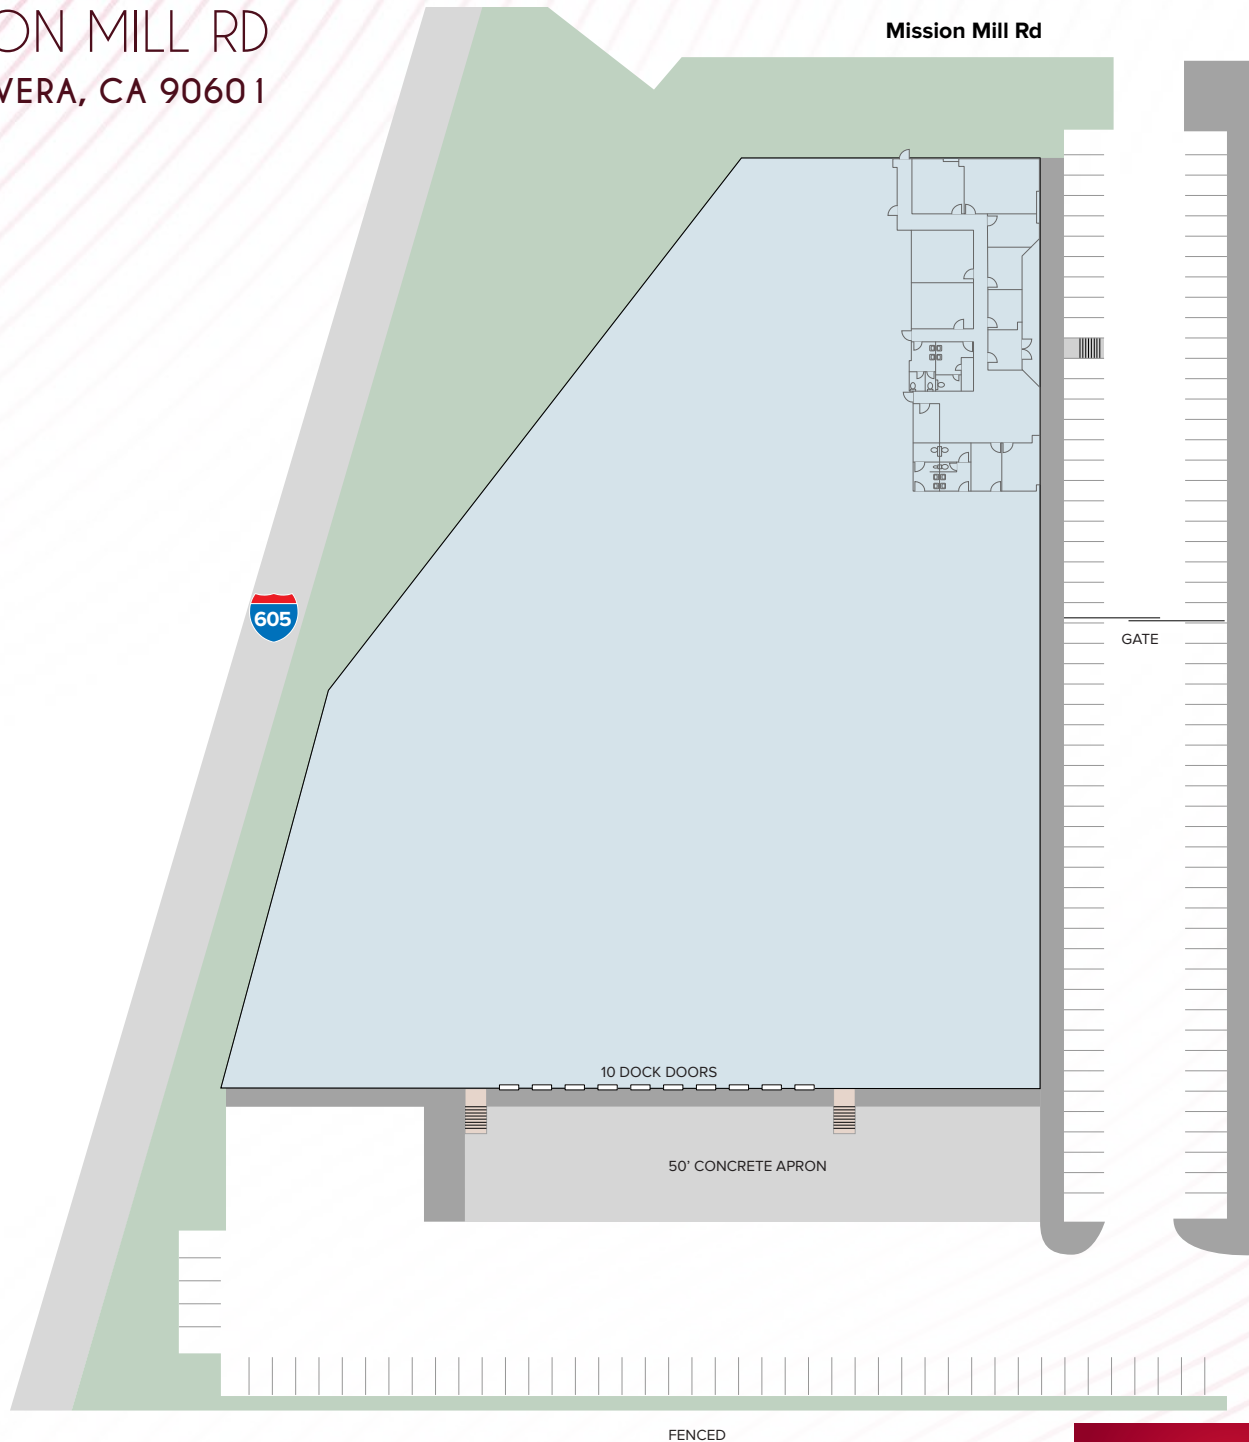 ON MILL RD
VERA, CA 90601
Mission Mill Rd
605
GATE
10 DOCK DOORS
50' CONCRETE APRON
FENCED